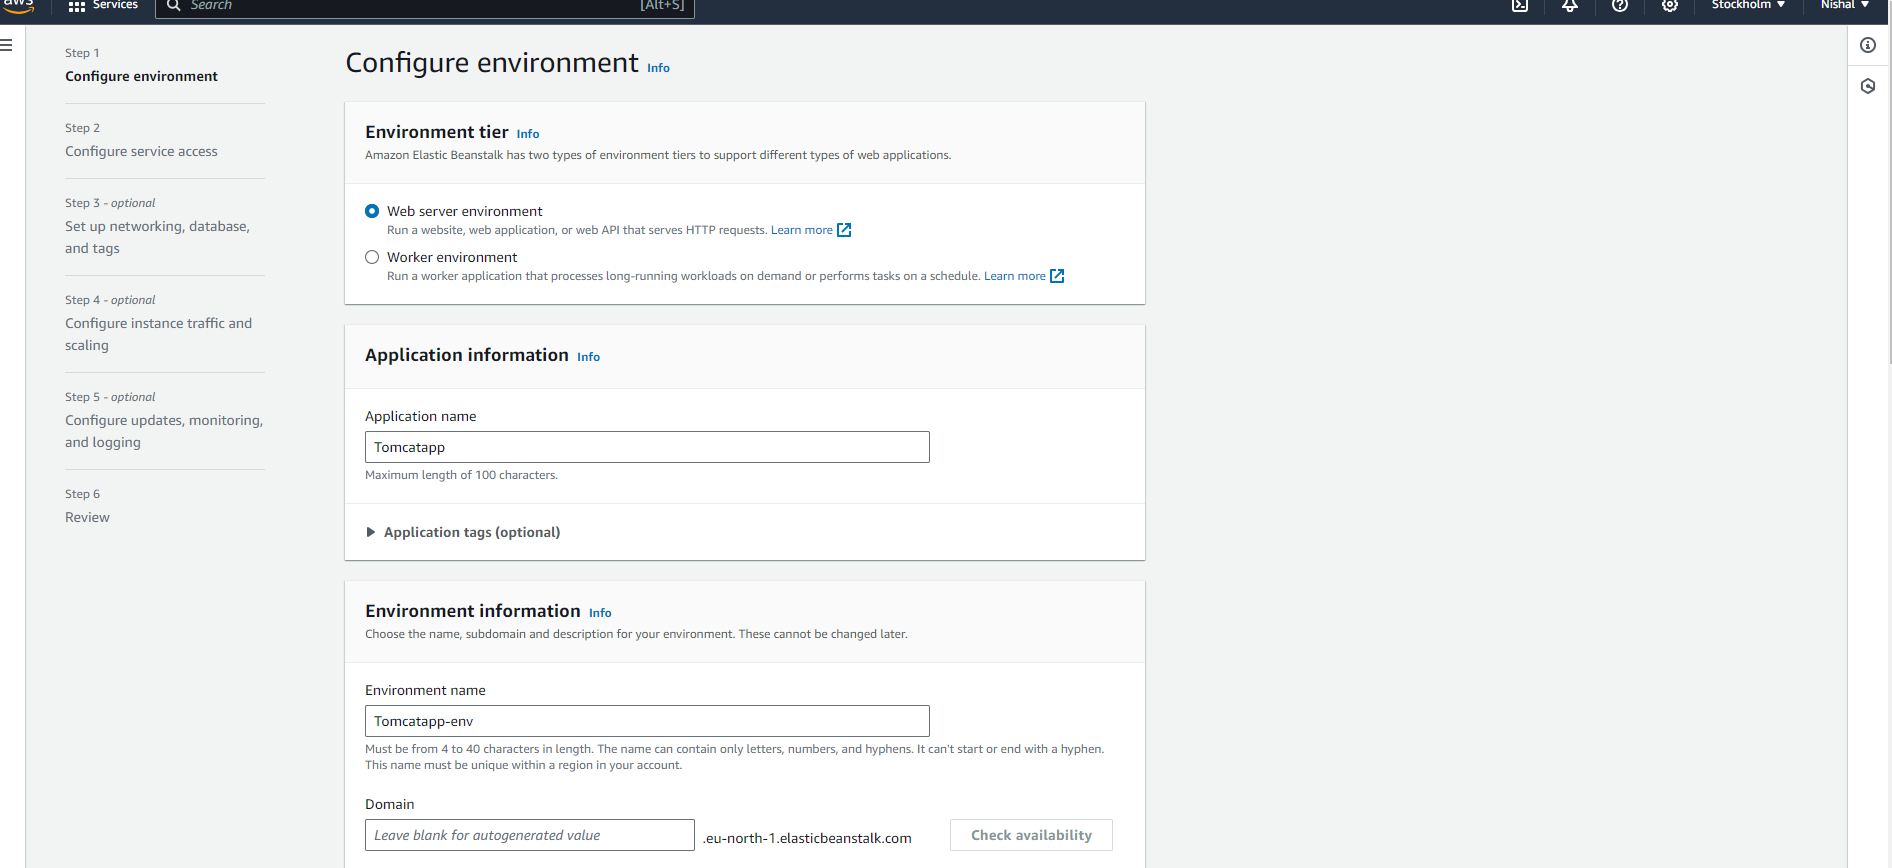 aws
Services
Search
[Alt+S]
Stockholm
Nishal
Step 1
Configure environment
Step 2
Configure service access
Step 3 - optional
Set up networking, database,
and tags
Step 4 - optional
Configure instance traffic and
scaling
Step 5 - optional
Configure updates, monitoring,
and logging
Step 6
Review
Configure environment Info
Environment tier Info
Amazon Elastic Beanstalk has two types of environment tiers to support different types of web applications.
Web server environment
Run a website, web application, or web API that serves HTTP requests. Learn more
Worker environment
Run a worker application that processes long-running workloads on demand or performs tasks on a schedule. Learn more
Application information Info
Application name
Tomcatapp
Maximum length of 100 characters.
Application tags (optional)
Environment information Info
Choose the name, subdomain and description for your environment. These cannot be changed later.
Environment name
Tomcatapp-env
Must be from 4 to 40 characters in length. The name can contain only letters, numbers, and hyphens. It can't start or end with a hyphen.
This name must be unique within a region in your account.
Domain
Leave blank for autogenerated value
.eu-north-1.elasticbeanstalk.com
Check availability